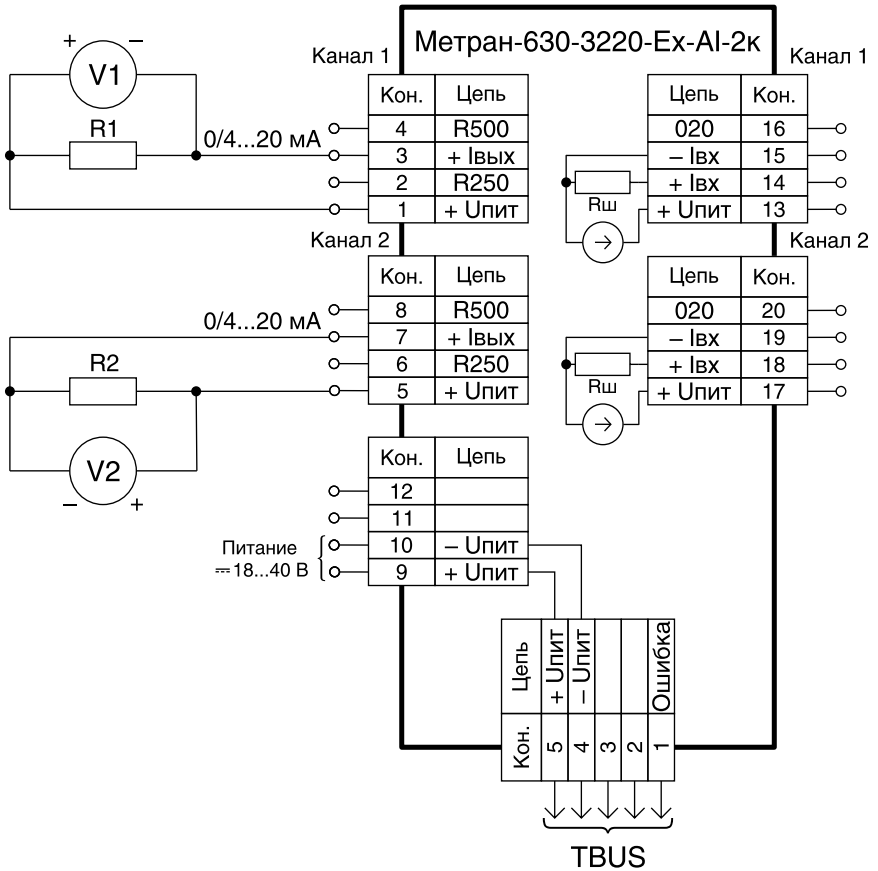 Метран-630-3220-Ex-AI-2к
Канал 1
Кон. Цепь
4 R500
3 + Iвых
2 R250
1 + Uпит
+ –
V1
R1
0/4...20 мА
Канал 2
Кон. Цепь
8 R500
7 + Iвых
6 R250
5 + Uпит
0/4...20 мА
R2
V2
– +
Кон. Цепь
12
11
10 – Uпит
9 + Uпит
Питание
⎓18...40 В
Канал 1
Цепь Кон.
020 16
– Iвх 15
+ Iвх 14
+ Uпит 13
Rш
Канал 2
Цепь Кон.
020 20
– Iвх 19
+ Iвх 18
+ Uпит 17
Rш
Цепь + Uпит – Uпит Ошибка
Кон. 5 4 3 2 1
TBUS